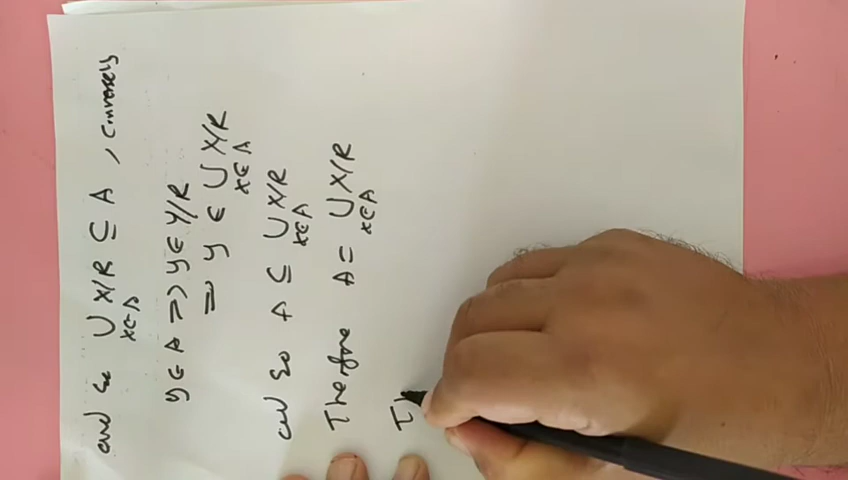 and so ∪ x/R ⊆ A , conversely
x∈A
y ∈ A ⇒ y ∈ y/R
⇒ y ∈ ∪ x/R
x∈A
and so A ⊆ ∪ x/R
x∈A
Therefore A = ∪ x/R
x∈A